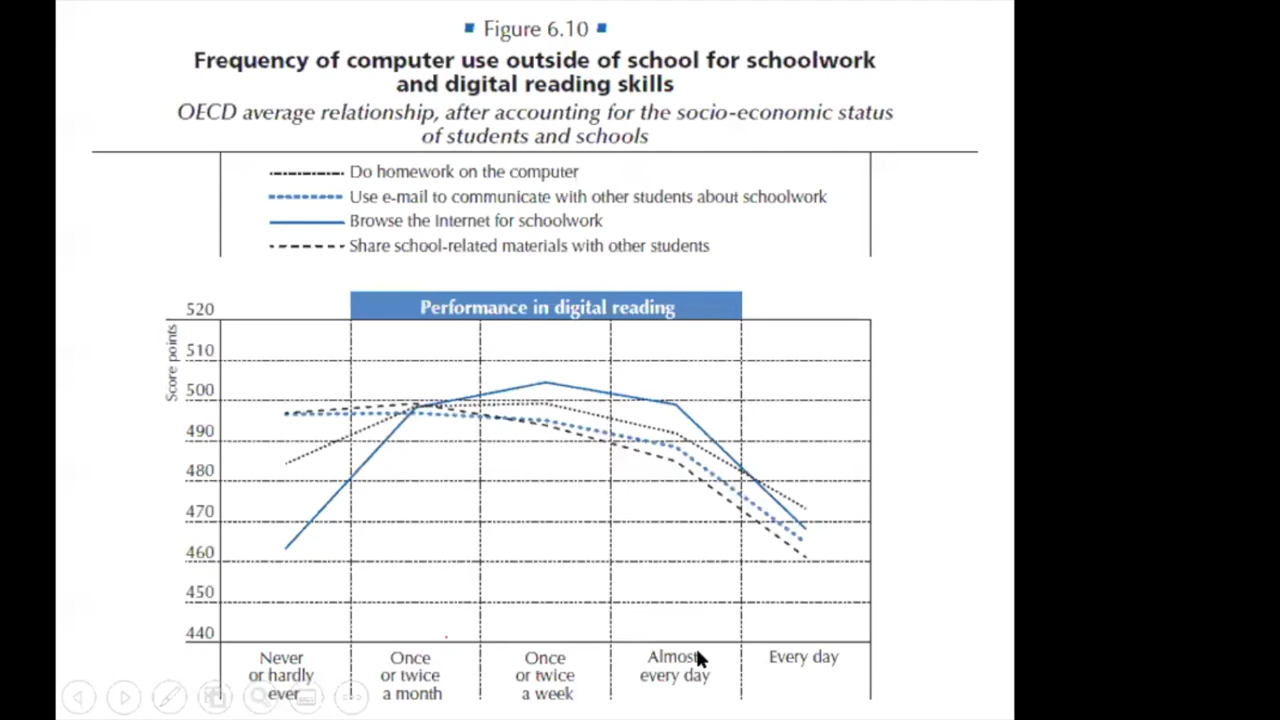 Figure 6.10
Frequency of computer use outside of school for schoolwork
and digital reading skills
OECD average relationship, after accounting for the socio-economic status
of students and schools
Do homework on the computer
Use e-mail to communicate with other students about schoolwork
Browse the Internet for schoolwork
Share school-related materials with other students
Performance in digital reading
Score points
520
510
500
490
480
470
460
450
440
Never
or hardly
ever
Once
or twice
a month
Once
or twice
a week
Almost
every day
Every day